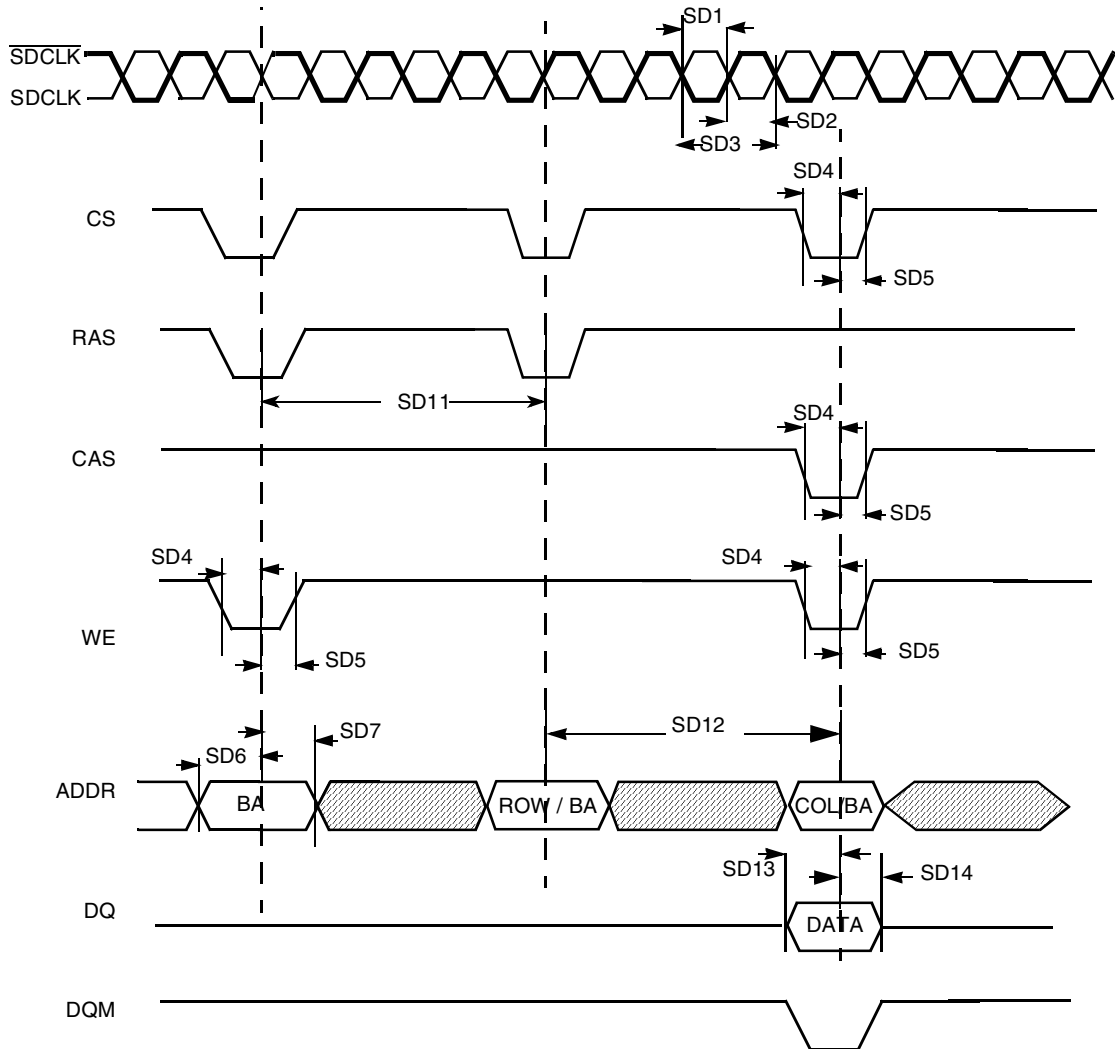 SD1
SDCLK
SDCLK
SD2
SD3
SD4
CS
SD5
RAS
SD11
SD4
CAS
SD5
SD4
SD4
WE
SD5
SD5
SD12
SD7
SD6
ADDR
BA
ROW / BA
COL/BA
SD13
SD14
DQ
DATA
DQM